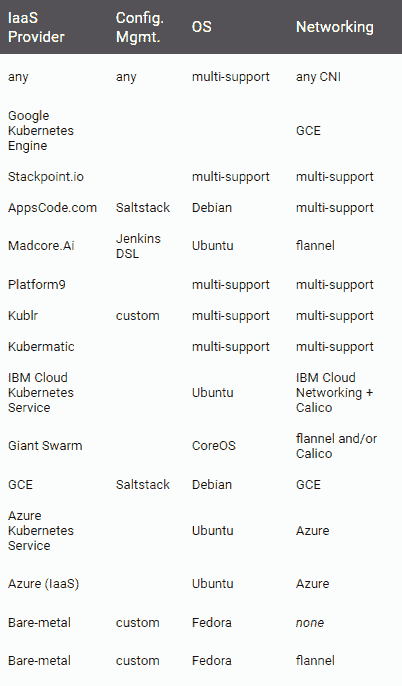 IaaS Provider Config. Mgmt. OS Networking
any any multi-support any CNI
Google Kubernetes Engine GCE
Stackpoint.io multi-support multi-support
AppsCode.com Saltstack Debian multi-support
Madcore.Ai Jenkins DSL Ubuntu flannel
Platform9 multi-support multi-support
Kublr custom multi-support multi-support
Kubermatic multi-support multi-support
IBM Cloud Kubernetes Service Ubuntu IBM Cloud Networking + Calico
Giant Swarm CoreOS flannel and/or Calico
GCE Saltstack Debian GCE
Azure Kubernetes Service Ubuntu Azure
Azure (IaaS) Ubuntu Azure
Bare-metal custom Fedora none
Bare-metal custom Fedora flannel